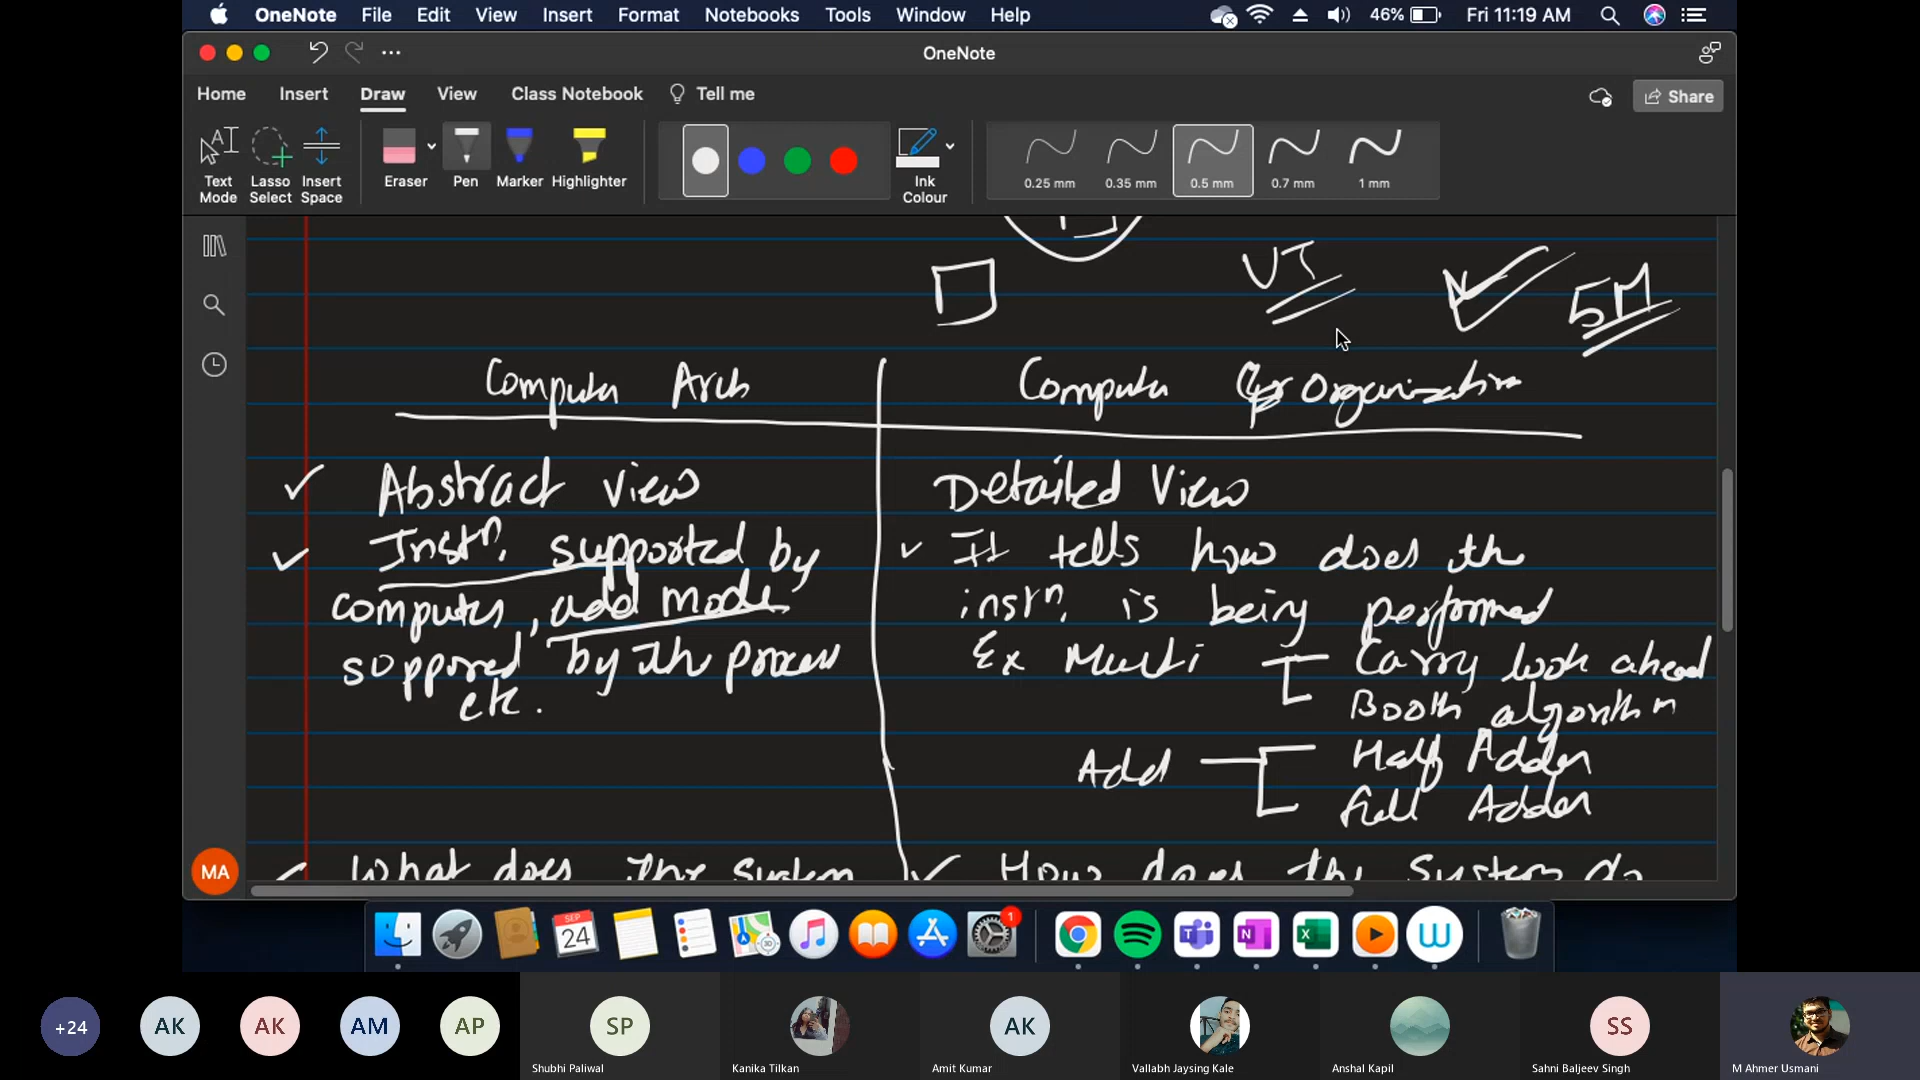 OneNote File Edit View Insert Format Notebooks Tools Window Help 46% Fri 11:19 AM
OneNote
Home Insert Draw View Class Notebook Tell me Share
Text Mode Lasso Select Insert Space Eraser Pen Marker Highlighter Ink Colour 0.25 mm 0.35 mm 0.5 mm 0.7 mm 1 mm
5M
Computer Arch Computer Organization
Abstract View Detailed View
Instn. supported by It tells how does the
computer, add mode instn. is being performed
supported by the process Ex Multi Carry look ahead
etc. Booth algorithm
Add Half Adder
Full Adder
What does the system How does the system do
MA
SEP
24
1
+24 AK AK AM AP SP AK SS
Shubhi Paliwal Kanika Tilkan Amit Kumar Vallabh Jaysing Kale Anshal Kapil Sahni Baljeev Singh M Ahmer Usmani